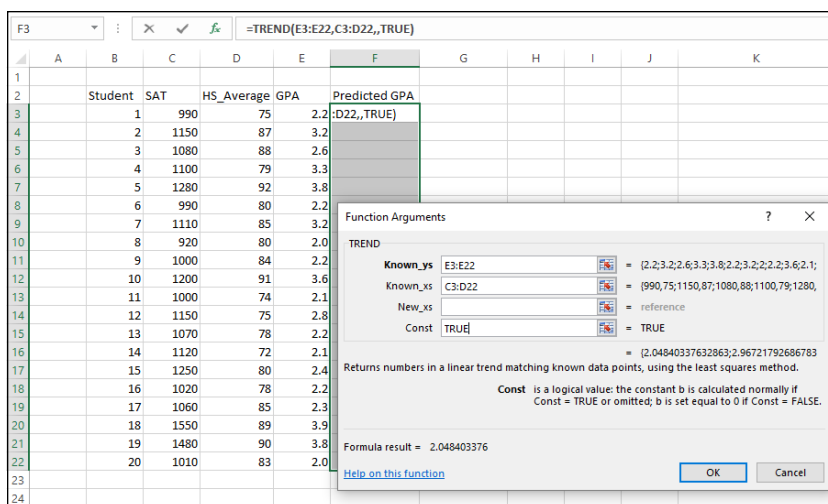 F3 fx =TREND(E3:E22,C3:D22,,TRUE)
A B C D E F G H I J K
1
2 Student SAT HS_Average GPA Predicted GPA
3 1 990 75 2.2 :D22,,TRUE)
4 2 1150 87 3.2
5 3 1080 88 2.6
6 4 1100 79 3.3
7 5 1280 92 3.8
8 6 990 80 2.2
9 7 1110 85 3.2
10 8 920 80 2.0
11 9 1000 84 2.2
12 10 1200 91 3.6
13 11 1000 74 2.1
14 12 1150 75 2.8
15 13 1070 78 2.2
16 14 1120 72 2.1
17 15 1250 80 2.4
18 16 1020 78 2.2
19 17 1060 85 2.3
20 18 1550 89 3.9
21 19 1480 90 3.8
22 20 1010 83 2.0
23
24
Function Arguments ? ×
TREND
Known_ys E3:E22 = {2.2;3.2;2.6;3.3;3.8;2.2;3.2;2;2.2;3.6;2.1;
Known_xs C3:D22 = {990,75;1150,87;1080,88;1100,79;1280,
New_xs = reference
Const TRUE = TRUE
= {2.04840337632863;2.96721792686783
Returns numbers in a linear trend matching known data points, using the least squares method.
Const is a logical value: the constant b is calculated normally if
Const = TRUE or omitted; b is set equal to 0 if Const = FALSE.
Formula result = 2.048403376
Help on this function OK Cancel